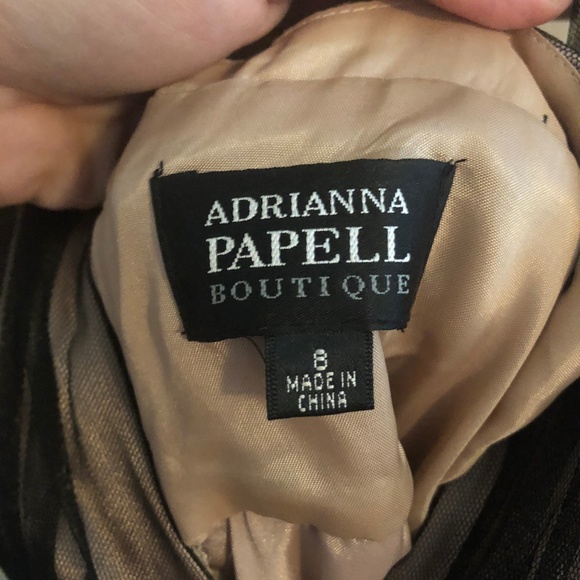 ADRIANNA
PAPELL
BOUTIQUE
8
MADE IN
CHINA